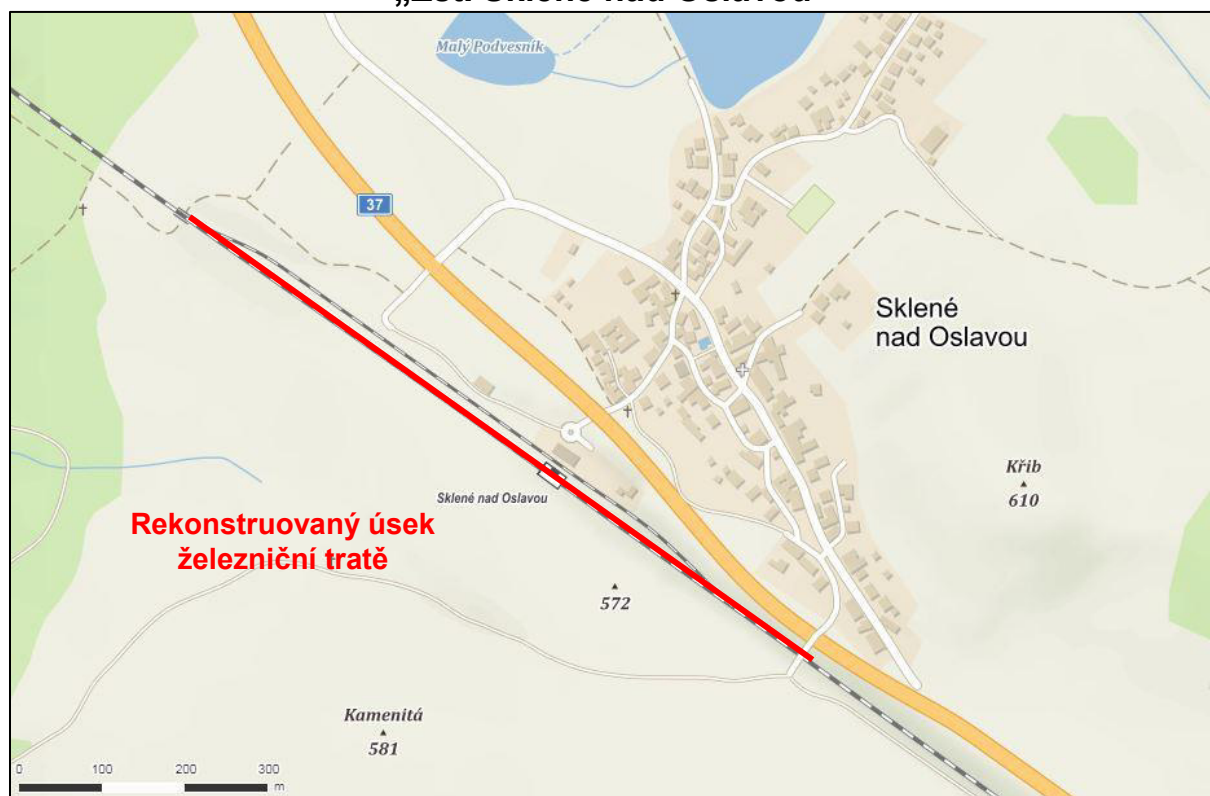 „Žst. Sklené nad Oslavou“
Malý Podvesník
37
Sklené
nad Oslavou
Křib
610
Sklené nad Oslavou
Rekonstruovaný úsek
železniční tratě
572
Kamenitá
581
0 100 200 300
m